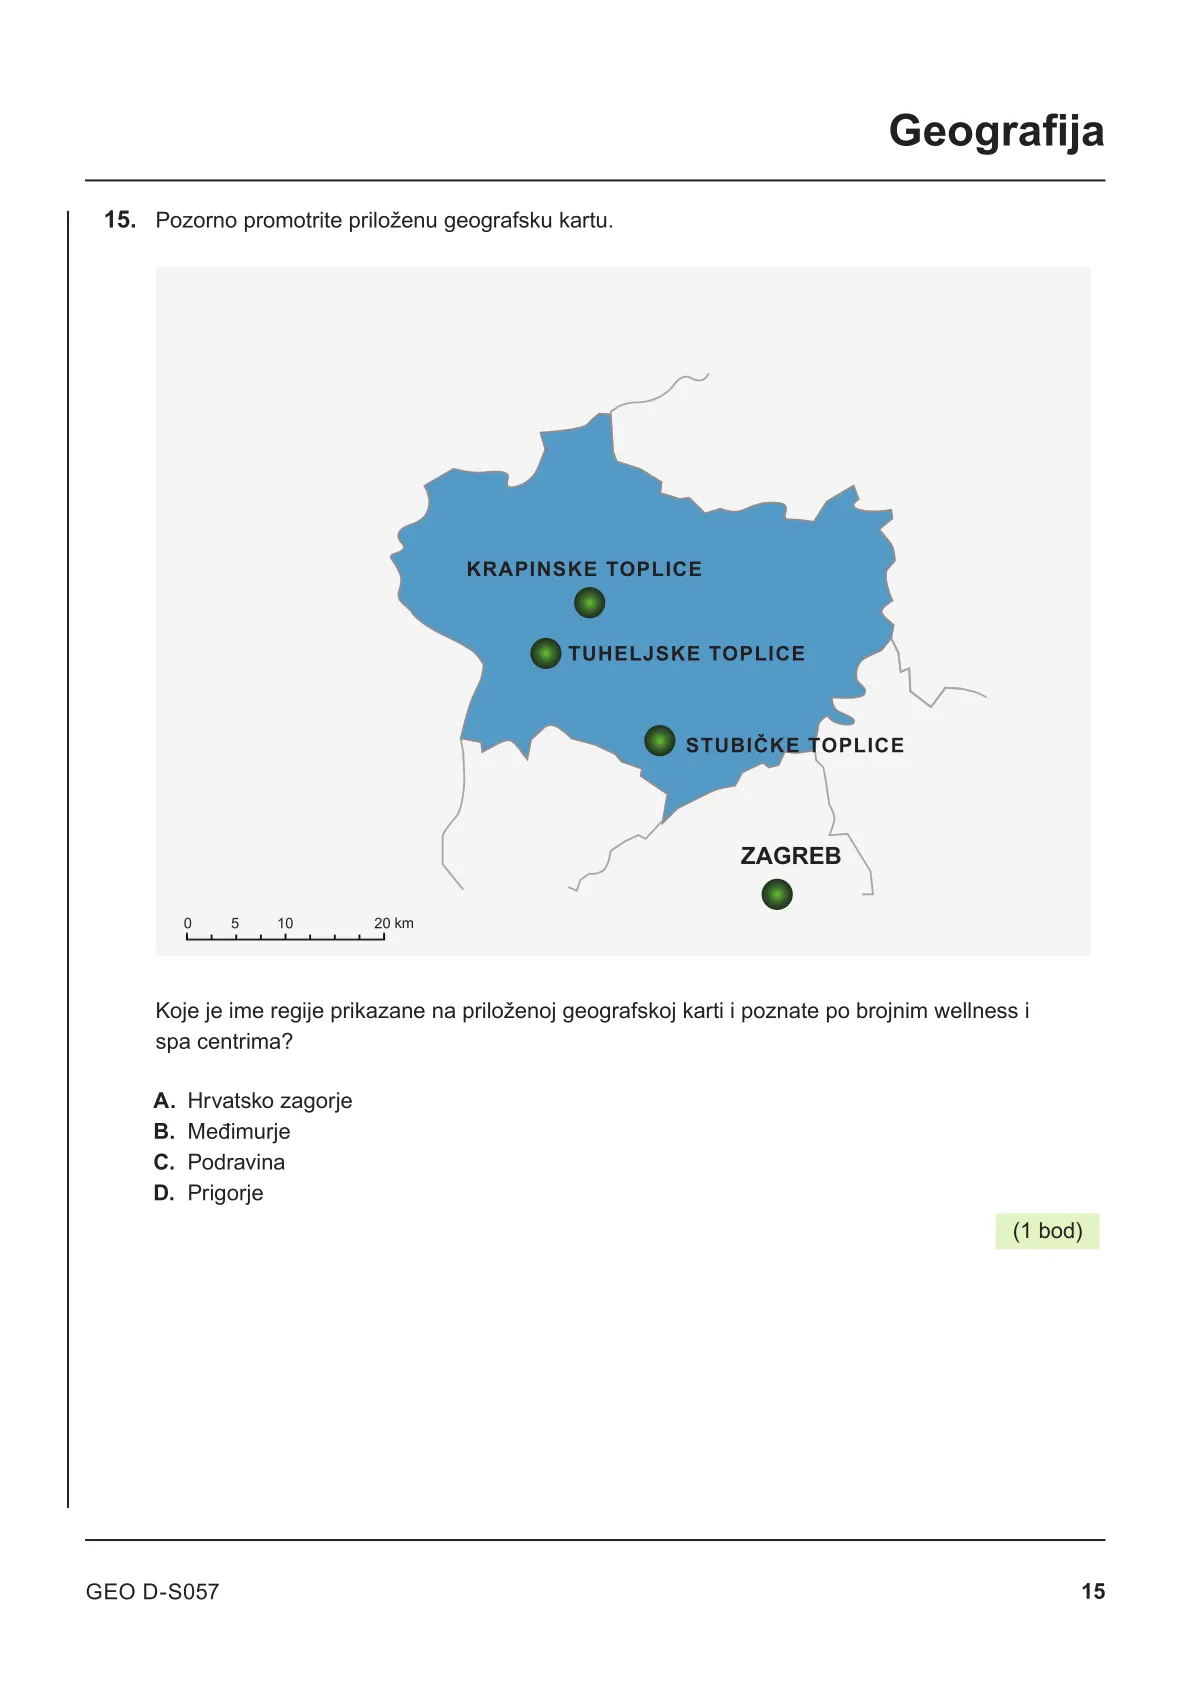 Geografija
15. Pozorno promotrite priloženu geografsku kartu.
KRAPINSKE TOPLICE
TUHELJSKE TOPLICE
STUBIČKE TOPLICE
ZAGREB
0 5 10 20 km
Koje je ime regije prikazane na priloženoj geografskoj karti i poznate po brojnim wellness i
spa centrima?
A. Hrvatsko zagorje
B. Međimurje
C. Podravina
D. Prigorje
(1 bod)
GEO D-S057
15